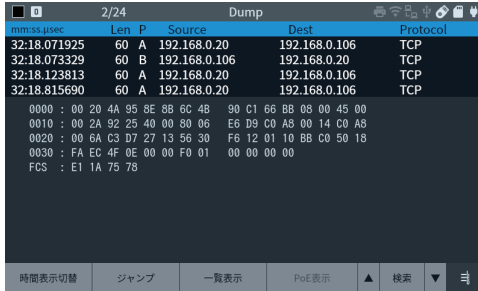 0 2/24 Dump
mm:ss.µsec Len P Source Dest Protocol
32:18.071925 60 A 192.168.0.20 192.168.0.106 TCP
32:18.073329 60 B 192.168.0.106 192.168.0.20 TCP
32:18.123813 60 A 192.168.0.20 192.168.0.106 TCP
32:18.815690 60 A 192.168.0.20 192.168.0.106 TCP
0000 : 00 20 4A 95 8E 8B 6C 4B 90 C1 66 BB 08 00 45 00
0010 : 00 2A 92 25 40 00 80 06 E6 D9 C0 A8 00 14 C0 A8
0020 : 00 6A C3 D7 27 13 56 30 F6 12 01 10 BB C0 50 18
0030 : FA EC 4F 0E 00 00 F0 01 00 00 00 00
FCS : E1 1A 75 78
時間表示切替 ジャンプ 一覧表示 PoE表示 ▲ 検索 ▼